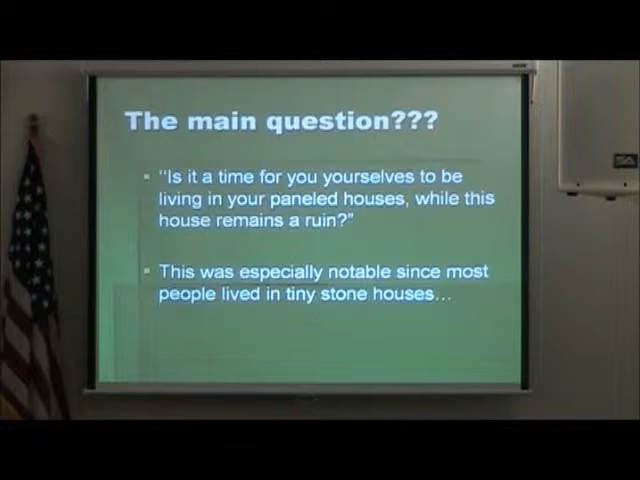 The main question???
"Is it a time for you yourselves to be
living in your paneled houses, while this
house remains a ruin?"
This was especially notable since most
people lived in tiny stone houses…